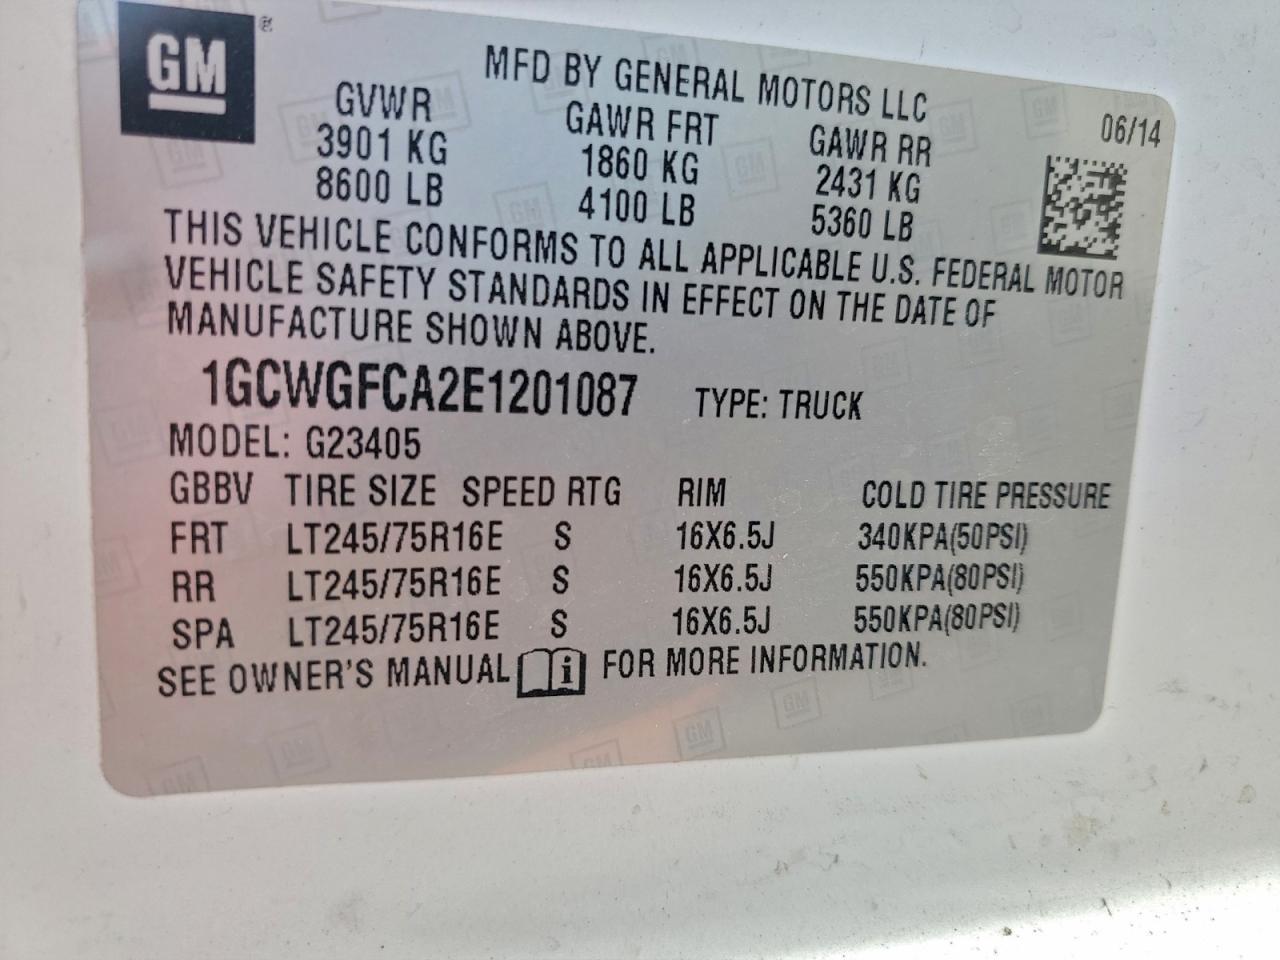 GM ®
MFD BY GENERAL MOTORS LLC
06/14
GVWR GAWR FRT GAWR RR
3901 KG 1860 KG 2431 KG
8600 LB 4100 LB 5360 LB
THIS VEHICLE CONFORMS TO ALL APPLICABLE U.S. FEDERAL MOTOR
VEHICLE SAFETY STANDARDS IN EFFECT ON THE DATE OF
MANUFACTURE SHOWN ABOVE.
1GCWGFCA2E1201087 TYPE: TRUCK
MODEL: G23405
GBBV TIRE SIZE SPEED RTG RIM COLD TIRE PRESSURE
FRT LT245/75R16E S 16X6.5J 340KPA(50PSI)
RR LT245/75R16E S 16X6.5J 550KPA(80PSI)
SPA LT245/75R16E S 16X6.5J 550KPA(80PSI)
SEE OWNER'S MANUAL i FOR MORE INFORMATION.